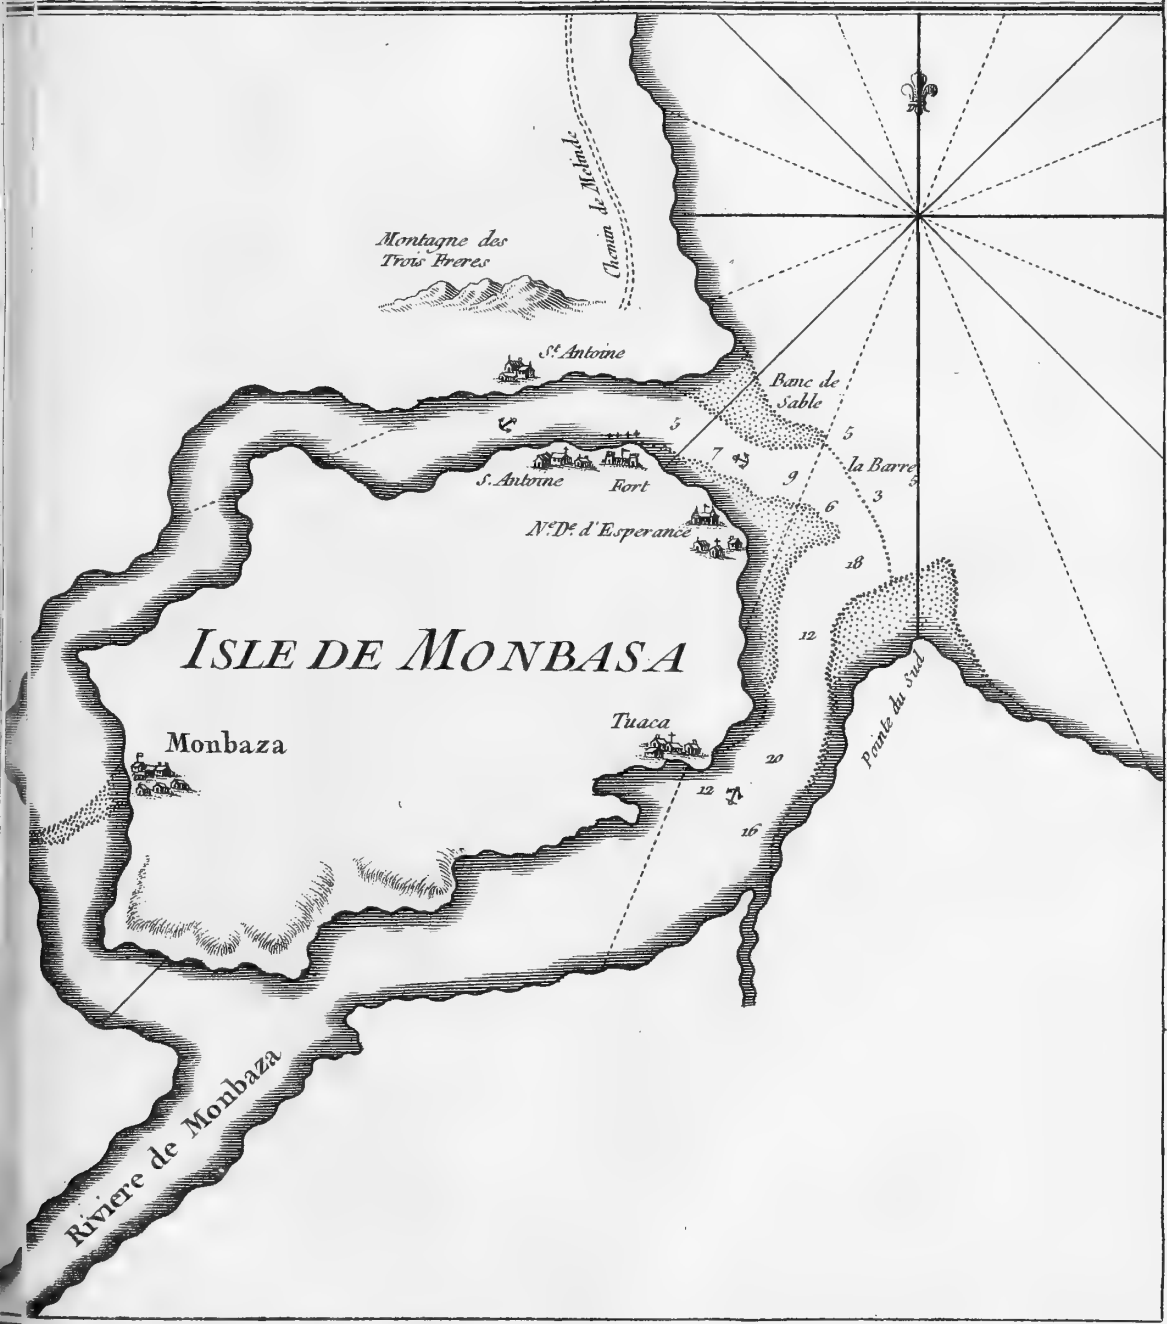 Chemin de Melinde
Montagne des
Trois Freres
S.t Antoine
Banc de
Sable
5
5
7
la Barre
9
5
3
6
S. Antoine
Fort
N.e D.e d'Esperance
18
12
ISLE DE MONBASA
Pointe du Sud
Tuaca
Monbaza
20
12
16
Riviere de Monbaza